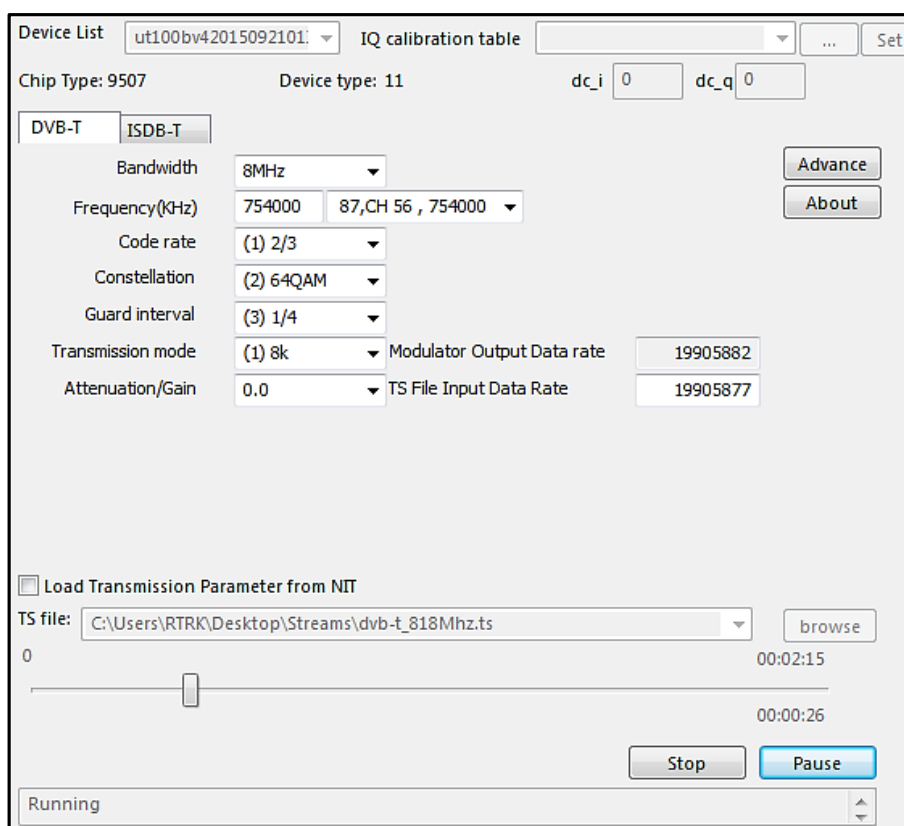 Device List ut100bv4201509210 IQ calibration table ... Set
Chip Type: 9507 Device type: 11 dc_i 0 dc_q 0
DVB-T ISDB-T
Bandwidth 8MHz Advance
Frequency(KHz) 754000 87,CH 56 , 754000 About
Code rate (1) 2/3
Constellation (2) 64QAM
Guard interval (3) 1/4
Transmission mode (1) 8k Modulator Output Data rate 19905882
Attenuation/Gain 0.0 TS File Input Data Rate 19905877
Load Transmission Parameter from NIT
TS file: C:\Users\RTRK\Desktop\Streams\dvb-t_818Mhz.ts browse
0 00:02:15
00:00:26
Stop Pause
Running